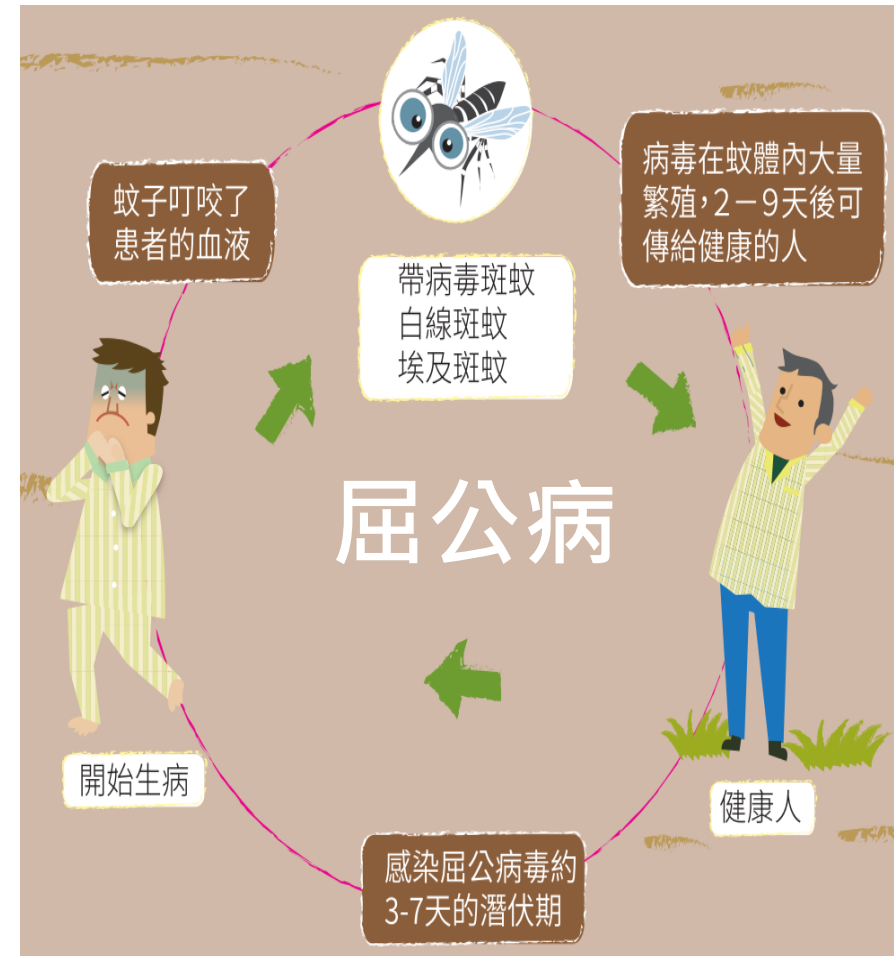 蚊子叮咬了
患者的血液
帶病毒斑蚊
白線斑蚊
埃及斑蚊
病毒在蚊體內大量
繁殖，2－9天後可
傳給健康的人
屈公病
開始生病
健康人
感染屈公病毒約
3-7天的潛伏期